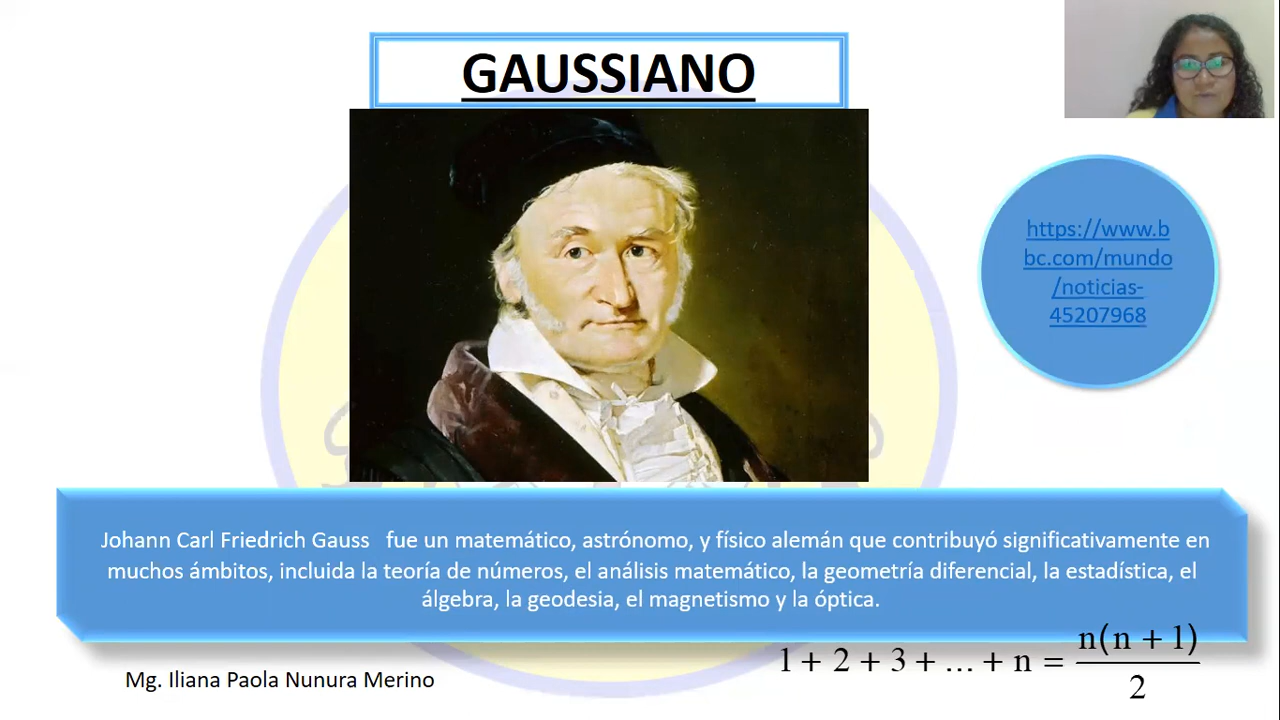 GAUSSIANO
https://www.b
bc.com/mundo
/noticias-
45207968
Johann Carl Friedrich Gauss fue un matemático, astrónomo, y físico alemán que contribuyó significativamente en
muchos ámbitos, incluida la teoría de números, el análisis matemático, la geometría diferencial, la estadística, el
álgebra, la geodesia, el magnetismo y la óptica.
1 + 2 + 3 + ... + n = n(n + 1) / 2
Mg. Iliana Paola Nunura Merino